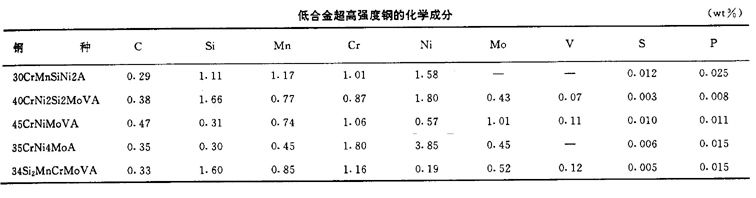 低合金超高强度钢的化学成分 (wt%)
钢 种 C Si Mn Cr Ni Mo V S P
30CrMnSiNi2A 0.29 1.11 1.17 1.01 1.58 — — 0.012 0.025
40CrNi2Si2MoVA 0.38 1.66 0.77 0.87 1.80 0.43 0.07 0.003 0.008
45CrNiMoVA 0.47 0.31 0.74 1.06 0.57 1.01 0.11 0.010 0.011
35CrNi4MoA 0.35 0.30 0.45 1.80 3.85 0.45 — 0.006 0.015
34Si₂MnCrMoVA 0.33 1.60 0.85 1.16 0.19 0.52 0.12 0.005 0.015